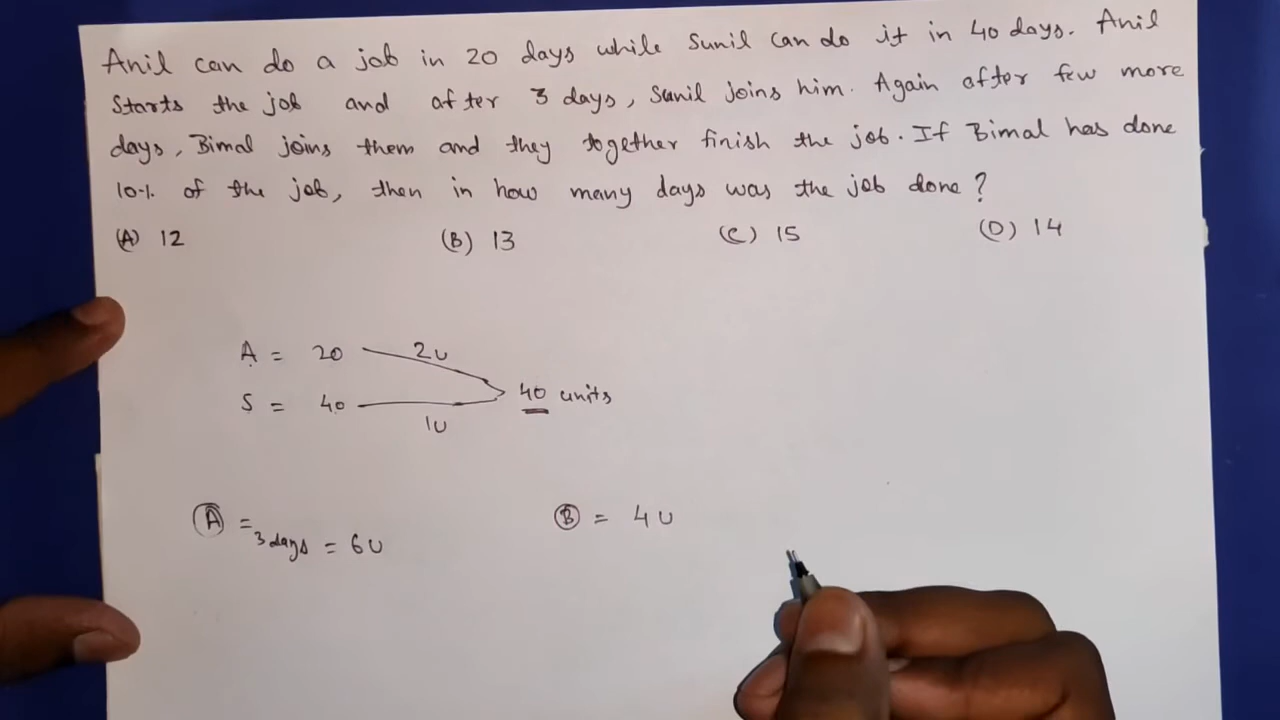 Anil can do a job in 20 days while Sunil can do it in 40 days. Anil
starts the job and after 3 days, Sunil joins him. Again after few more
days, Bimal joins them and they together finish the job. If Bimal has done
10% of the job, then in how many days was the job done?
(A) 12 (B) 13 (C) 15 (D) 14
A = 20 2u
40 units
S = 40 1u
A = 3 days = 6u
B = 4u